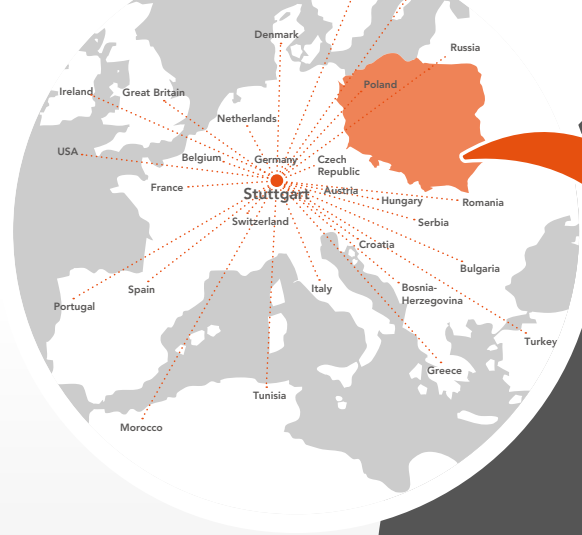 Denmark
Russia
Poland
Ireland
Great Britain
Netherlands
USA
Belgium
Germany
Czech
Republic
France
Stuttgart
Austria
Hungary
Romania
Switzerland
Serbia
Croatia
Bulgaria
Spain
Italy
Bosnia-
Herzegovina
Portugal
Turkey
Greece
Tunisia
Morocco